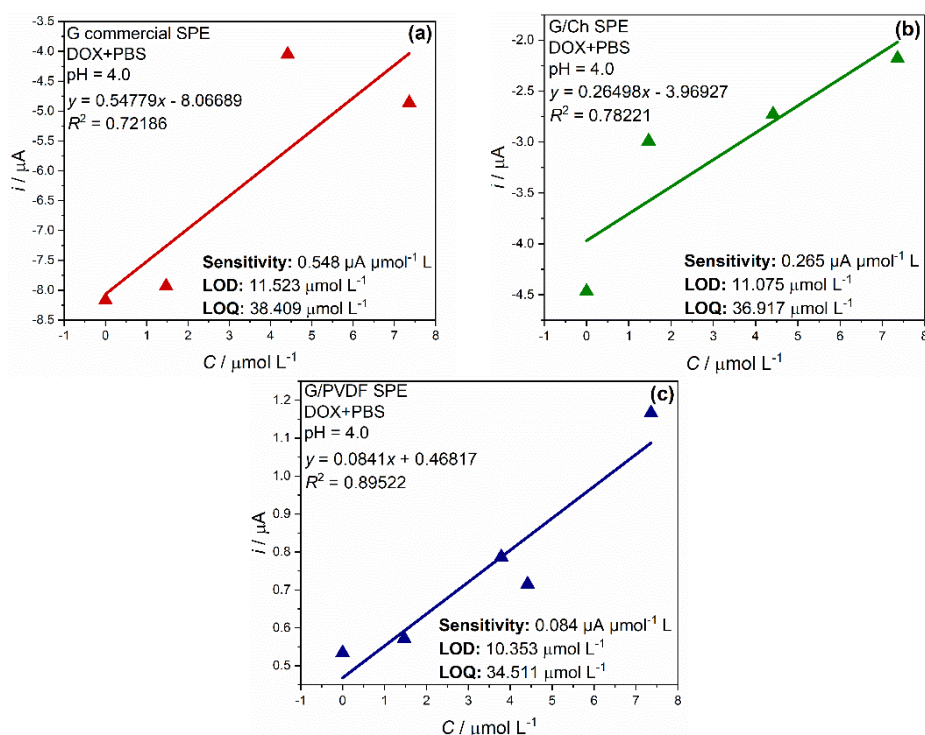 G commercial SPE
(a)
DOX+PBS
pH = 4.0
y = 0.54779x - 8.06689
R² = 0.72186
Sensitivity: 0.548 µA µmol⁻¹ L
LOD: 11.523 µmol L⁻¹
LOQ: 38.409 µmol L⁻¹
-3.5
-4.0
-4.5
-5.0
-5.5
-6.0
-6.5
-7.0
-7.5
-8.0
-8.5
i / µA
-1 0 1 2 3 4 5 6 7 8
C / µmol L⁻¹
G/Ch SPE
(b)
DOX+PBS
pH = 4.0
y = 0.26498x - 3.96927
R² = 0.78221
Sensitivity: 0.265 µA µmol⁻¹ L
LOD: 11.075 µmol L⁻¹
LOQ: 36.917 µmol L⁻¹
-2.0
-2.5
-3.0
-3.5
-4.0
-4.5
i / µA
-1 0 1 2 3 4 5 6 7 8
C / µmol L⁻¹
G/PVDF SPE
(c)
DOX+PBS
pH = 4.0
y = 0.0841x + 0.46817
R² = 0.89522
Sensitivity: 0.084 µA µmol⁻¹ L
LOD: 10.353 µmol L⁻¹
LOQ: 34.511 µmol L⁻¹
1.2
1.1
1.0
0.9
0.8
0.7
0.6
0.5
i / µA
-1 0 1 2 3 4 5 6 7 8
C / µmol L⁻¹